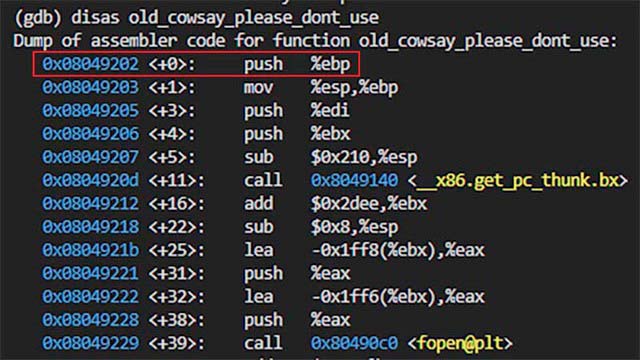 (gdb) disas old_cowsay_please_dont_use
Dump of assembler code for function old_cowsay_please_dont_use:
0x08049202 <+0>: push %ebp
0x08049203 <+1>: mov %esp,%ebp
0x08049205 <+3>: push %edi
0x08049206 <+4>: push %ebx
0x08049207 <+5>: sub $0x210,%esp
0x0804920d <+11>: call 0x8049140 <__x86.get_pc_thunk.bx>
0x08049212 <+16>: add $0x2dee,%ebx
0x08049218 <+22>: sub $0x8,%esp
0x0804921b <+25>: lea -0x1ff8(%ebx),%eax
0x08049221 <+31>: push %eax
0x08049222 <+32>: lea -0x1ff6(%ebx),%eax
0x08049228 <+38>: push %eax
0x08049229 <+39>: call 0x80490c0 <fopen@plt>